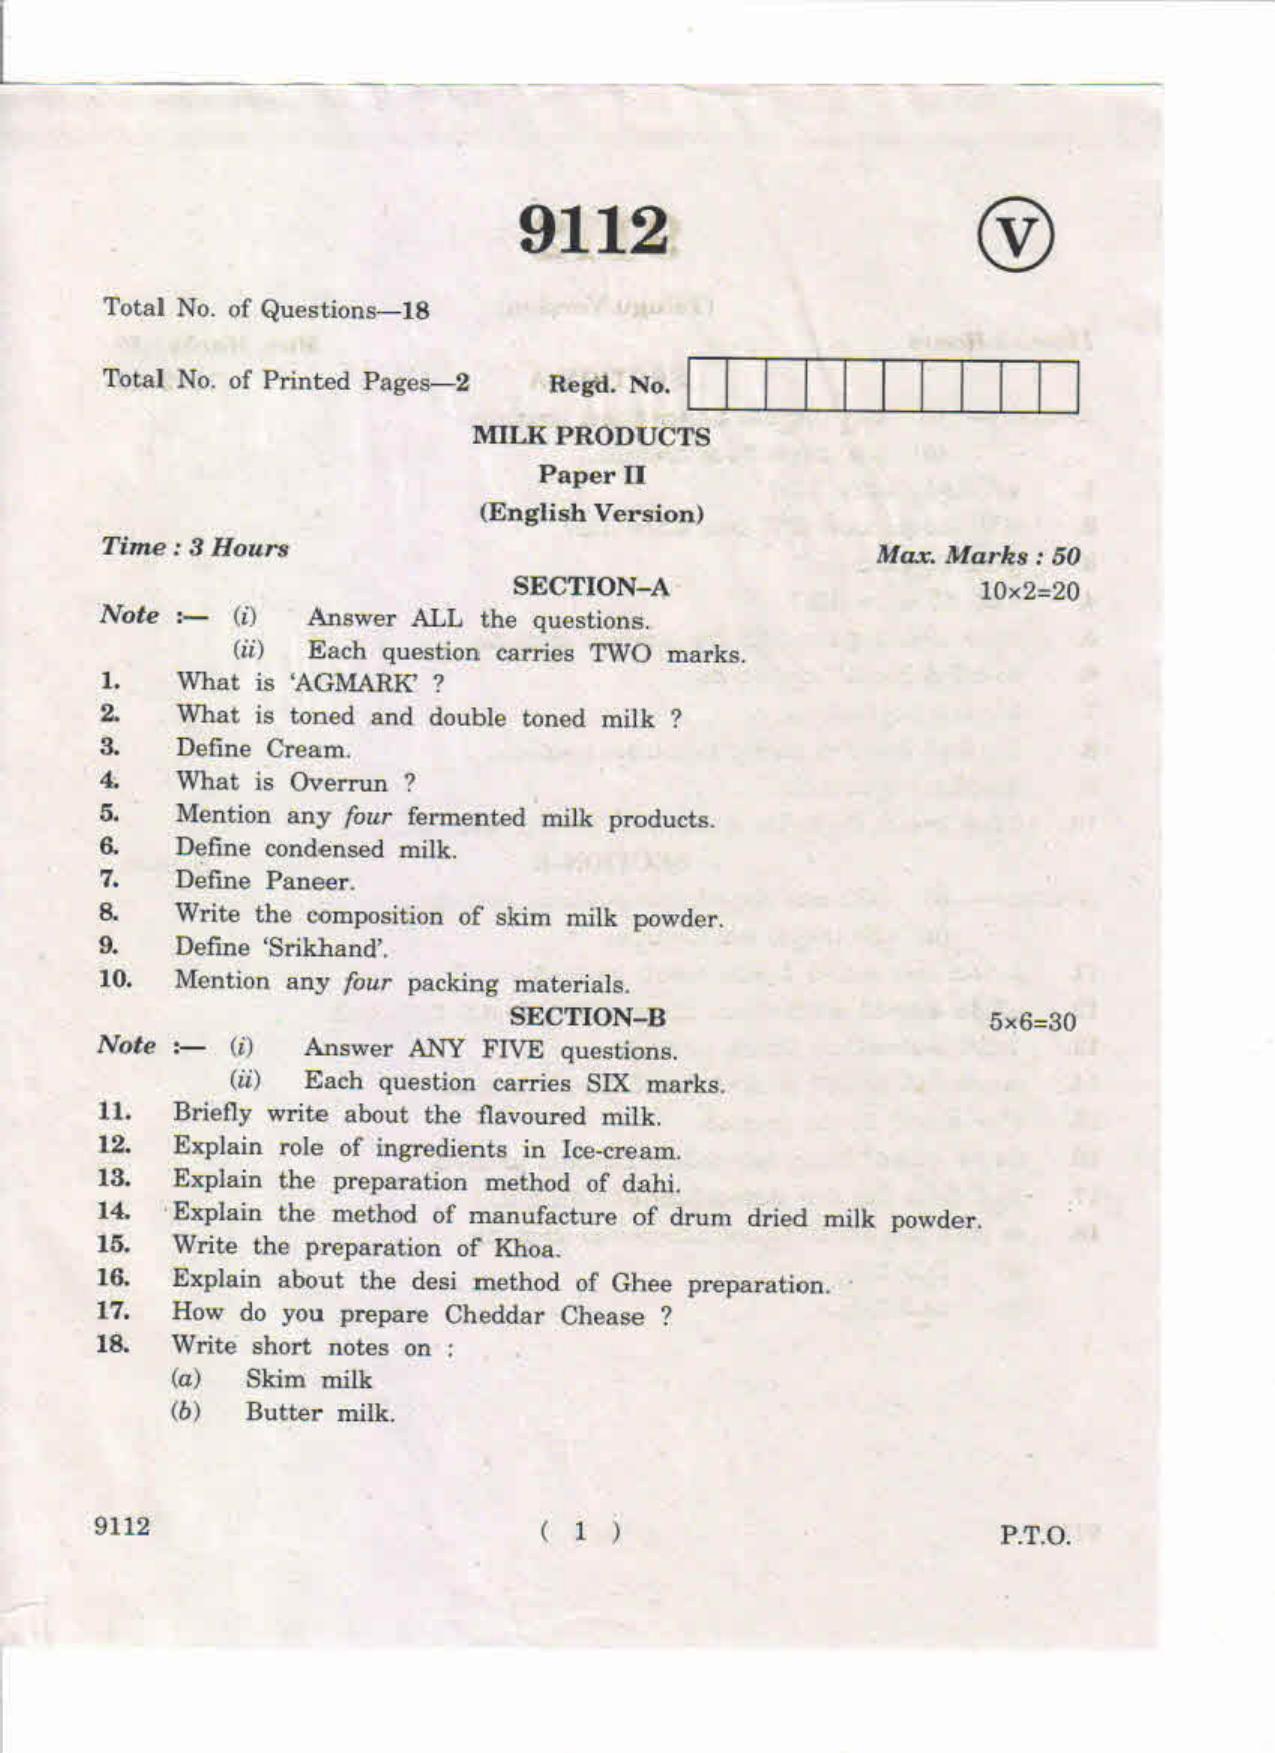 9112
V
Total No. of Questions—18
Total No. of Printed Pages—2 Regd. No.
MILK PRODUCTS
Paper II
(English Version)
Time : 3 Hours
Max. Marks : 50
SECTION–A
10×2=20
Note :— (i) Answer ALL the questions.
(ii) Each question carries TWO marks.
1. What is ‘AGMARK’ ?
2. What is toned and double toned milk ?
3. Define Cream.
4. What is Overrun ?
5. Mention any four fermented milk products.
6. Define condensed milk.
7. Define Paneer.
8. Write the composition of skim milk powder.
9. Define ‘Srikhand’.
10. Mention any four packing materials.
SECTION–B
5×6=30
Note :— (i) Answer ANY FIVE questions.
(ii) Each question carries SIX marks.
11. Briefly write about the flavoured milk.
12. Explain role of ingredients in Ice-cream.
13. Explain the preparation method of dahi.
14. Explain the method of manufacture of drum dried milk powder.
15. Write the preparation of Khoa.
16. Explain about the desi method of Ghee preparation.
17. How do you prepare Cheddar Chease ?
18. Write short notes on :
(a) Skim milk
(b) Butter milk.
9112 ( 1 ) P.T.O.